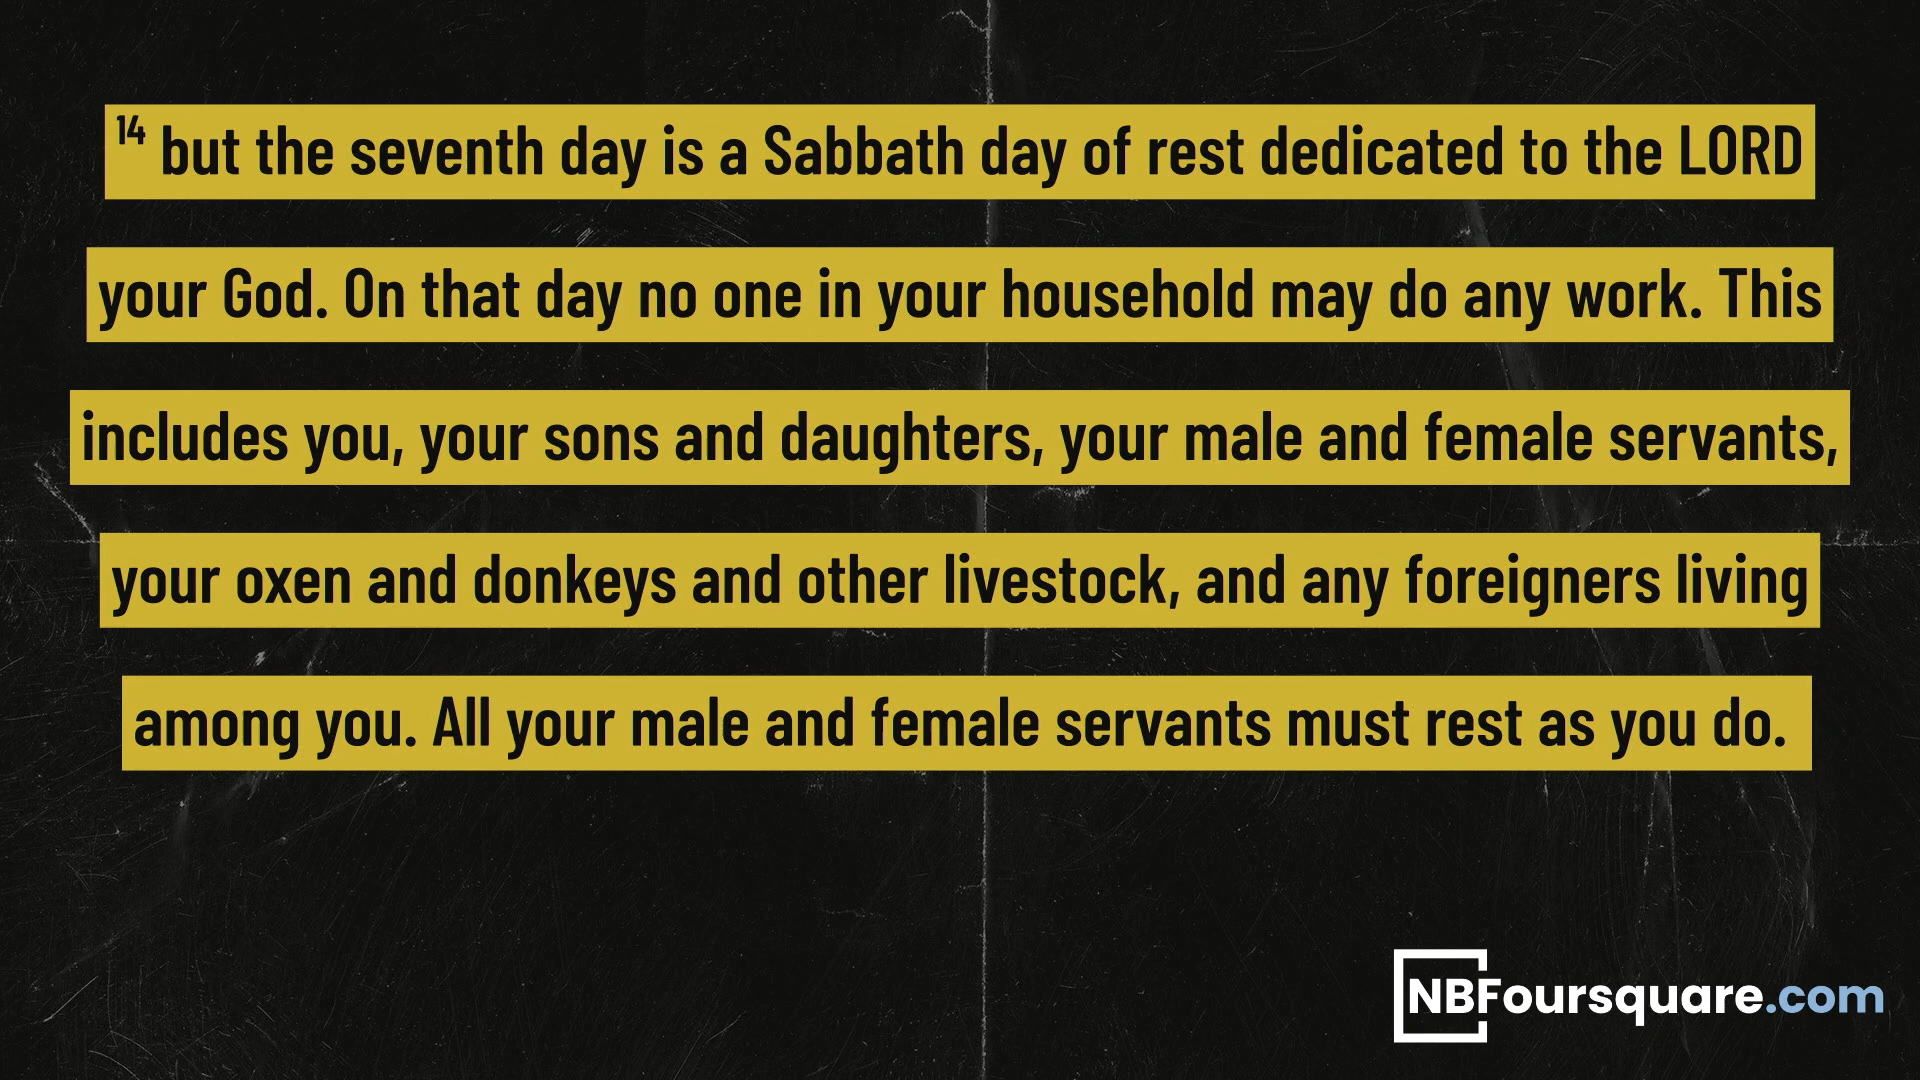 14 but the seventh day is a Sabbath day of rest dedicated to the LORD
your God. On that day no one in your household may do any work. This
includes you, your sons and daughters, your male and female servants,
your oxen and donkeys and other livestock, and any foreigners living
among you. All your male and female servants must rest as you do.
NBFoursquare.com